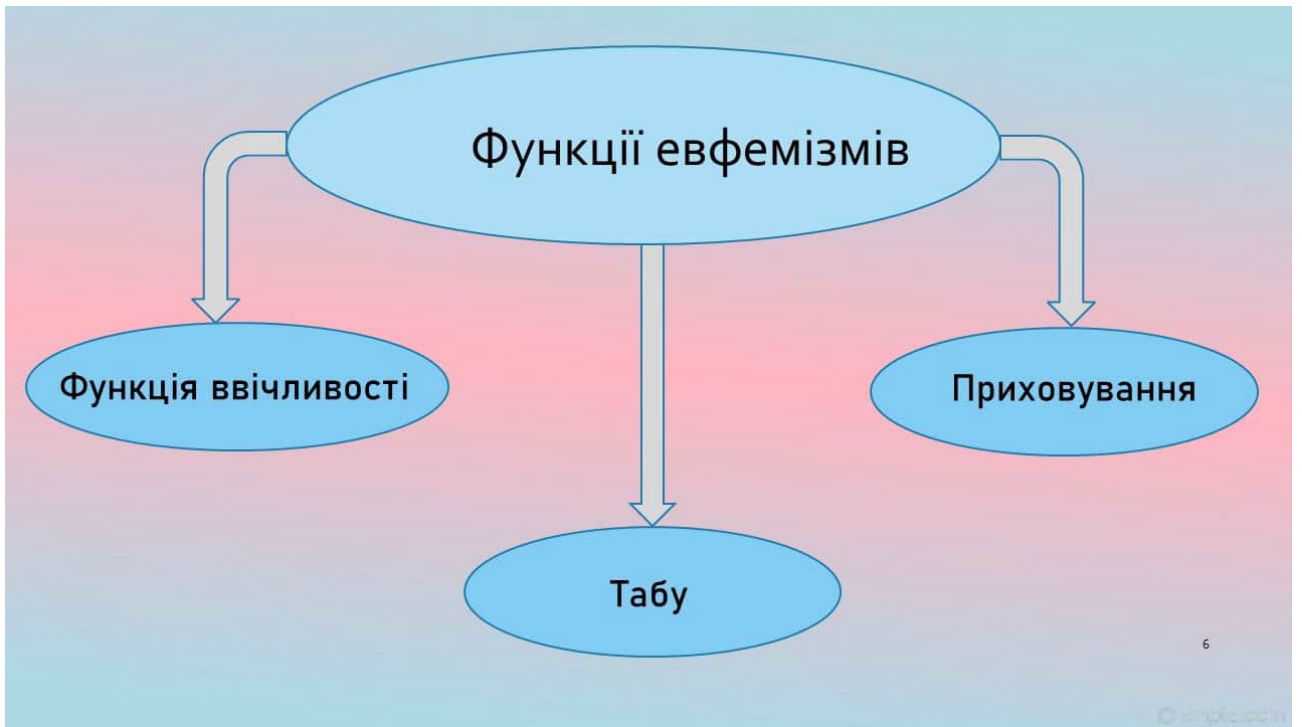 Функції евфемізмів
Функція ввічливості
Приховування
Табу
6